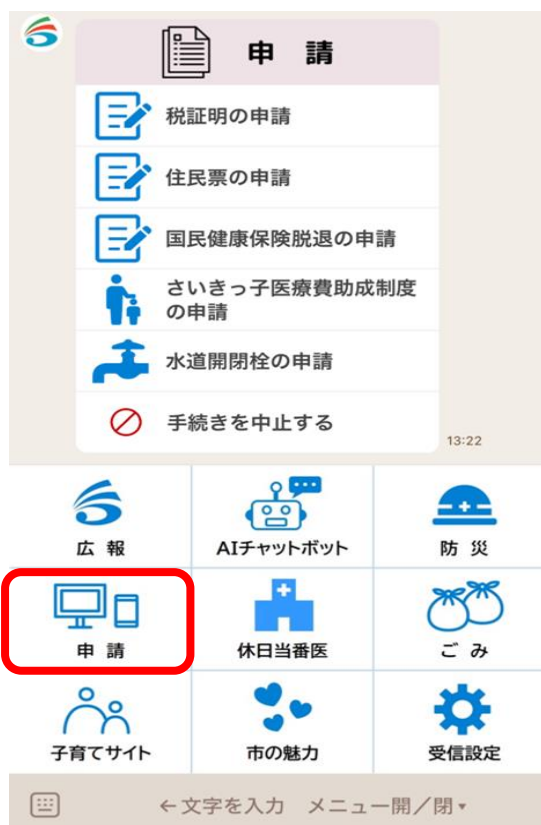 申 請
税証明の申請
住民票の申請
国民健康保険脱退の申請
さいきっ子医療費助成制度
の申請
水道開閉栓の申請
手続きを中止する
13:22
広 報
AIチャットボット
防 災
申 請
休日当番医
ご み
子育てサイト
市の魅力
受信設定
←文字を入力 メニュー開/閉▾